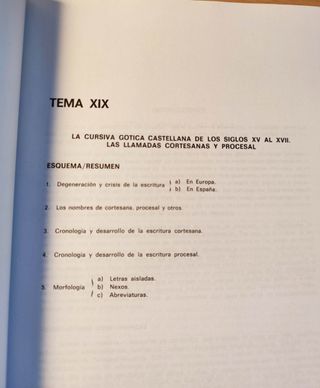 TEMA XIX
LA CURSIVA GOTICA CASTELLANA DE LOS SIGLOS XV AL XVII.
LAS LLAMADAS CORTESANAS Y PROCESAL
ESQUEMA/RESUMEN
1. Degeneración y crisis de la escritura
a) En Europa.
b) En España.
2. Los nombres de cortesana, procesal y otros.
3. Cronología y desarrollo de la escritura cortesana.
4. Cronología y desarrollo de la escritura procesal.
5. Morfología
a) Letras aisladas.
b) Nexos.
c) Abreviaturas.